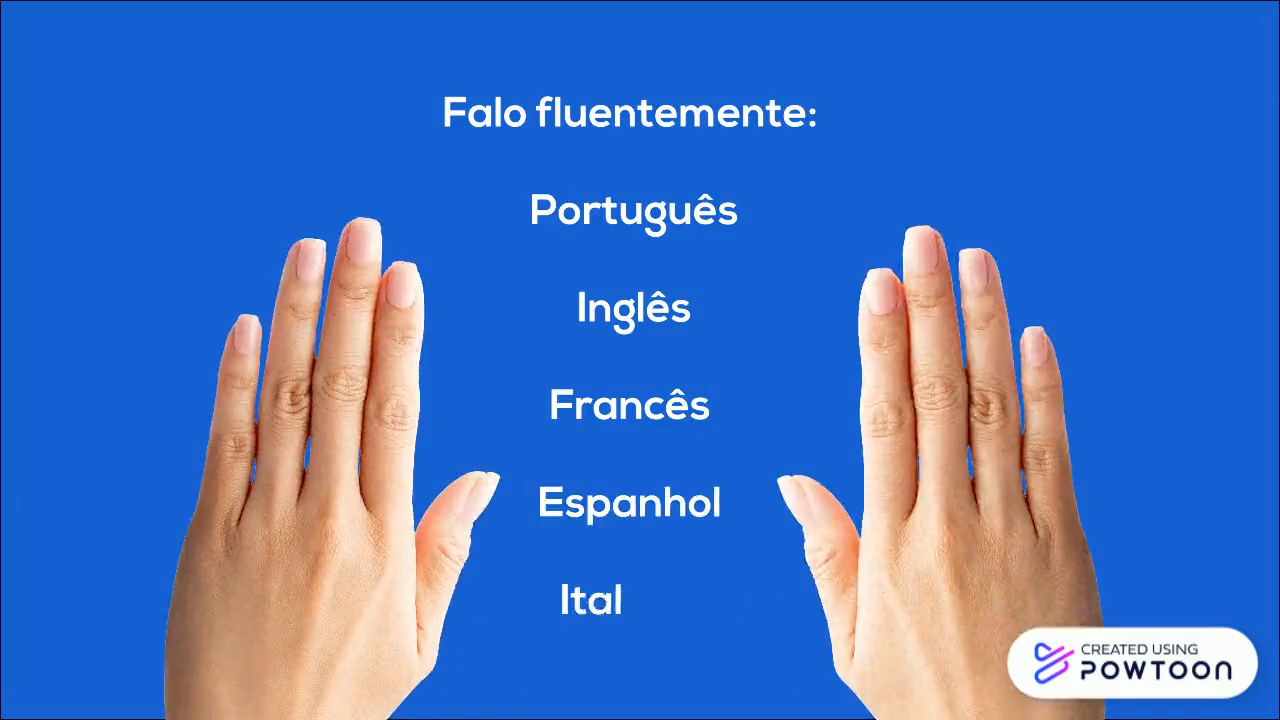 Falo fluentemente:
Português
Inglês
Francês
Espanhol
Ital
CREATED USING
POWTOON